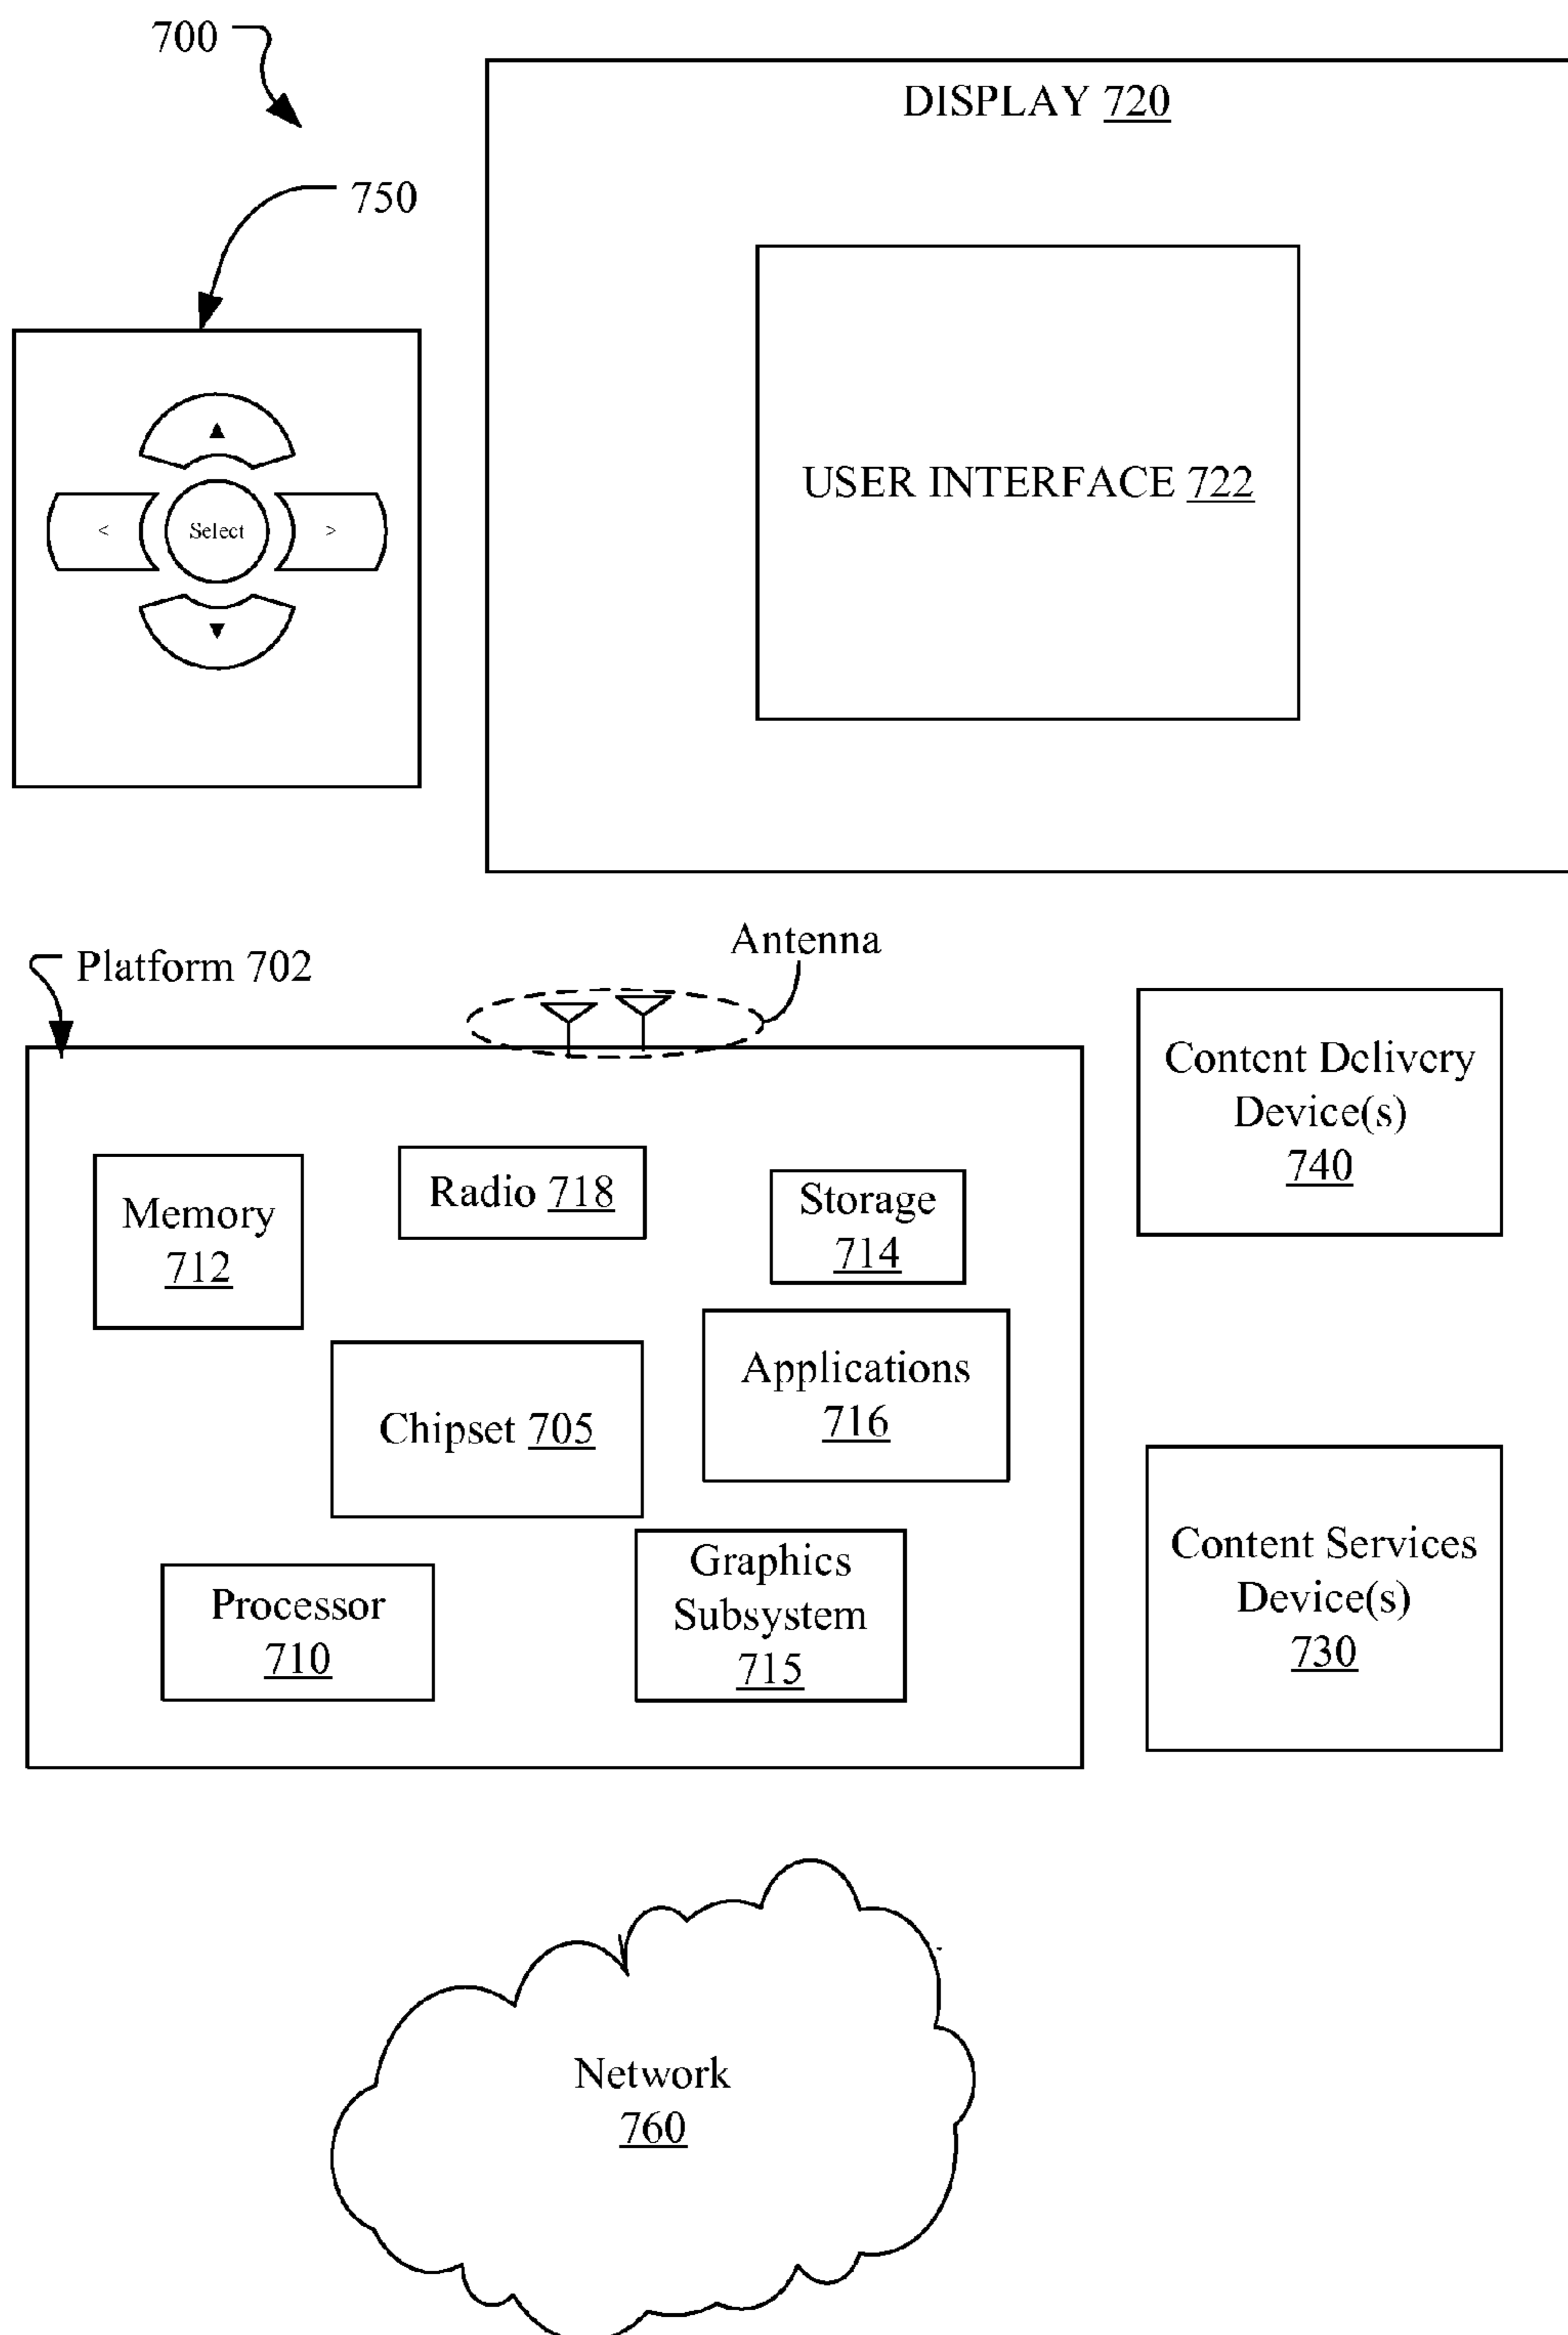 700
DISPLAY 720
750
▲
< Select >
▼
USER INTERFACE 722
Antenna
Platform 702
Memory
712
Radio 718
Storage
714
Chipset 705
Applications
716
Processor
710
Graphics
Subsystem
715
Content Delivery
Device(s)
740
Content Services
Device(s)
730
Network
760